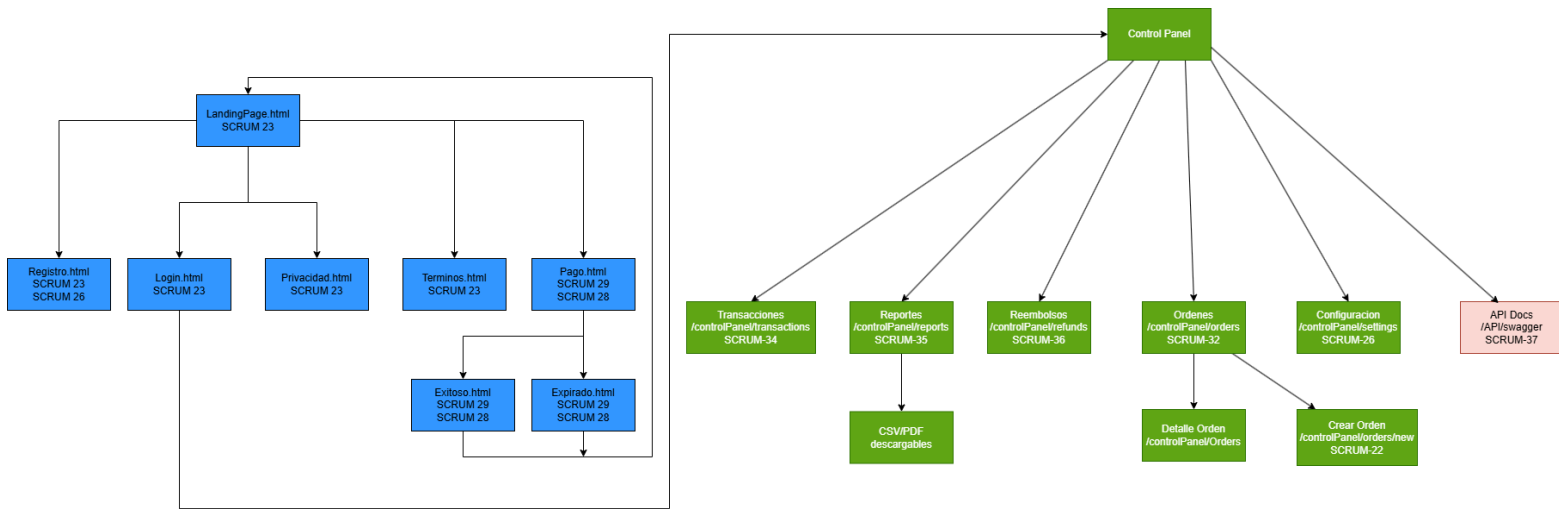 Control Panel
LandingPage.html
SCRUM 23
Registro.html
SCRUM 23
SCRUM 26
Login.html
SCRUM 23
Privacidad.html
SCRUM 23
Terminos.html
SCRUM 23
Pago.html
SCRUM 29
SCRUM 28
Exitoso.html
SCRUM 29
SCRUM 28
Expirado.html
SCRUM 29
SCRUM 28
Transacciones
/controlPanel/transactions
SCRUM-34
Reportes
/controlPanel/reports
SCRUM-35
Reembolsos
/controlPanel/refunds
SCRUM-36
Ordenes
/controlPanel/orders
SCRUM-32
Configuracion
/controlPanel/settings
SCRUM-26
API Docs
/API/swagger
SCRUM-37
CSV/PDF
descargables
Detalle Orden
/controlPanel/Orders
Crear Orden
/controlPanel/orders/new
SCRUM-22